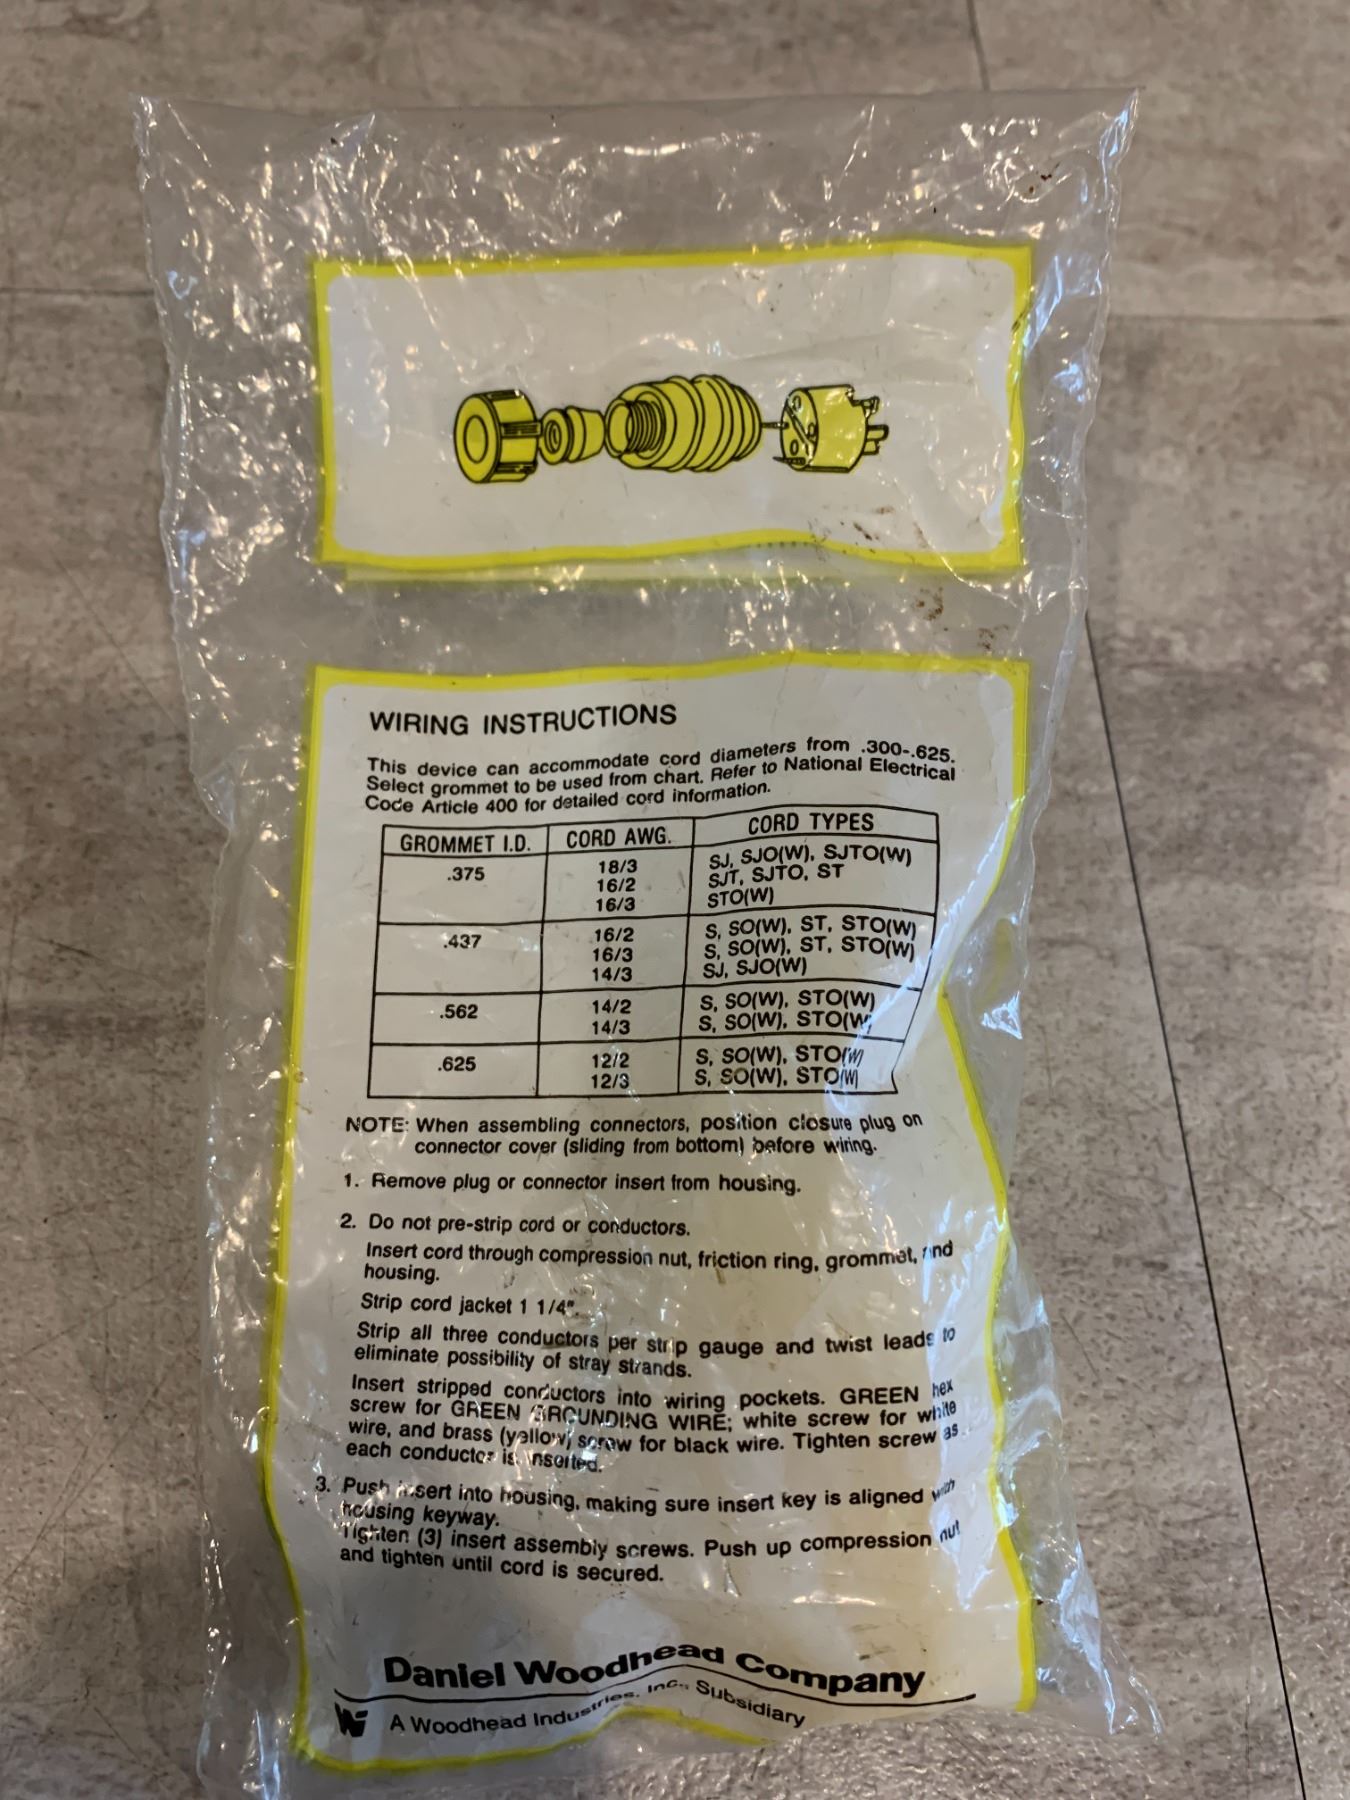 WIRING INSTRUCTIONS
This device can accommodate cord diameters from .300-.625.
Select grommet to be used from chart. Refer to National Electrical
Code Article 400 for detailed cord information.
GROMMET I.D. CORD AWG. CORD TYPES
.375 18/3 SJ, SJO(W), SJTO(W)
16/2 SJT, SJTO, ST
16/3 STO(W)
.437 16/2 S, SO(W), ST, STO(W)
16/3 S, SO(W), ST, STO(W)
14/3 SJ, SJO(W)
.562 14/2 S, SO(W), STO(W)
14/3 S, SO(W), STO(W)
.625 12/2 S, SO(W), STO(W)
12/3 S, SO(W), STO(W)
NOTE: When assembling connectors, position closure plug on
connector cover (sliding from bottom) before wiring.
1. Remove plug or connector insert from housing.
2. Do not pre-strip cord or conductors.
Insert cord through compression nut, friction ring, grommet, and
housing.
Strip cord jacket 1 1/4".
Strip all three conductors per strip gauge and twist leads to
eliminate possibility of stray strands.
Insert stripped conductors into wiring pockets. GREEN hex
screw for GREEN GROUNDING WIRE; white screw for white
wire, and brass (yellow) screw for black wire. Tighten screw as
each conductor is inserted.
3. Push insert into housing, making sure insert key is aligned with
housing keyway.
Tighten (3) insert assembly screws. Push up compression nut
and tighten until cord is secured.
Daniel Woodhead Company
A Woodhead Industries, Inc., Subsidiary